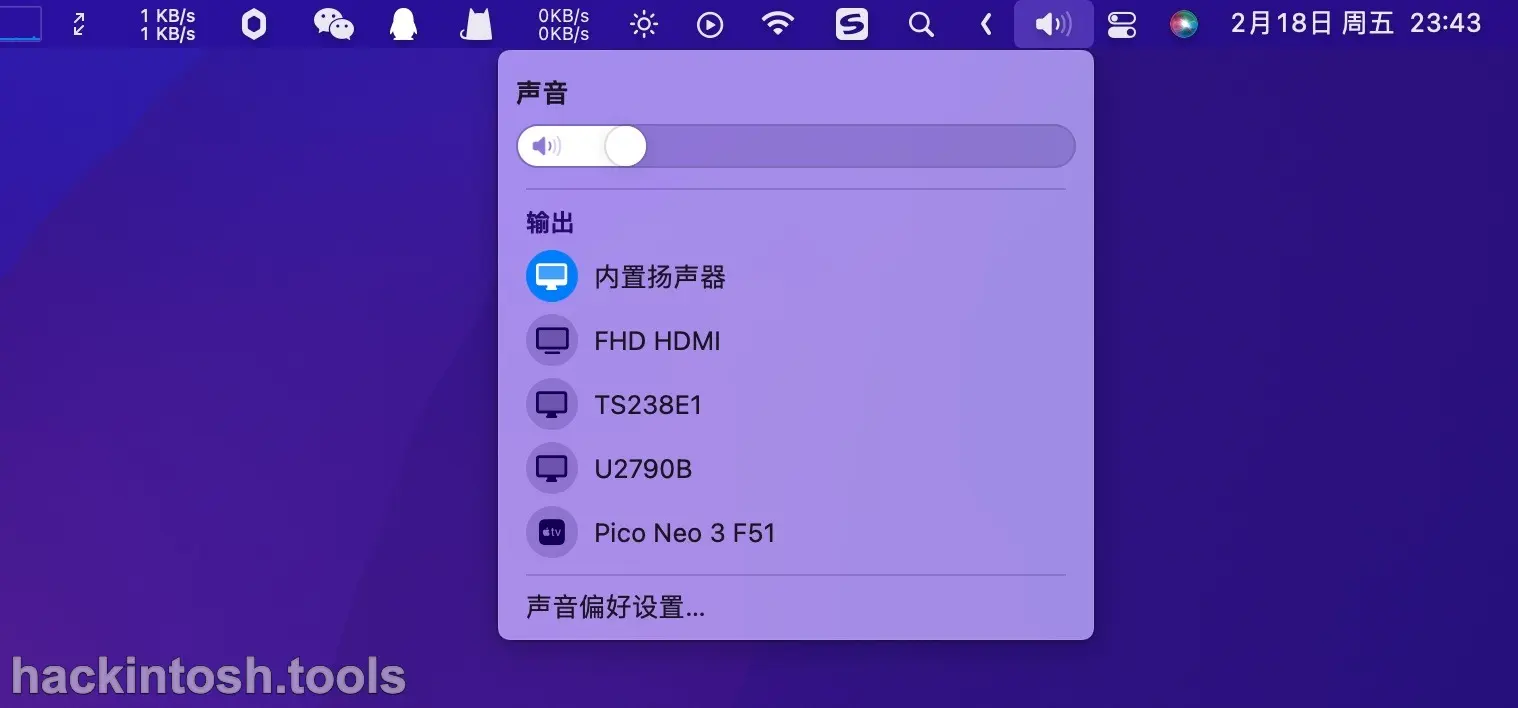 1 KB/s
1 KB/s
0KB/s
0KB/s
2月18日 周五 23:43
声音
输出
内置扬声器
FHD HDMI
TS238E1
U2790B
tv
Pico Neo 3 F51
声音偏好设置...
hackintosh.tools